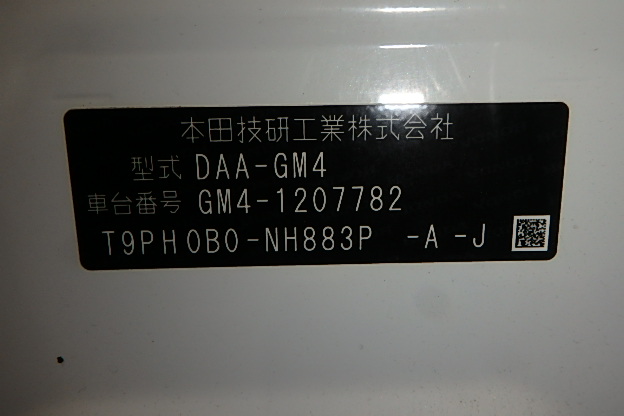 本田技研工業株式会社
型式 DAA-GM4
車台番号 GM4-1207782
T9PH0B0-NH883P -A -J